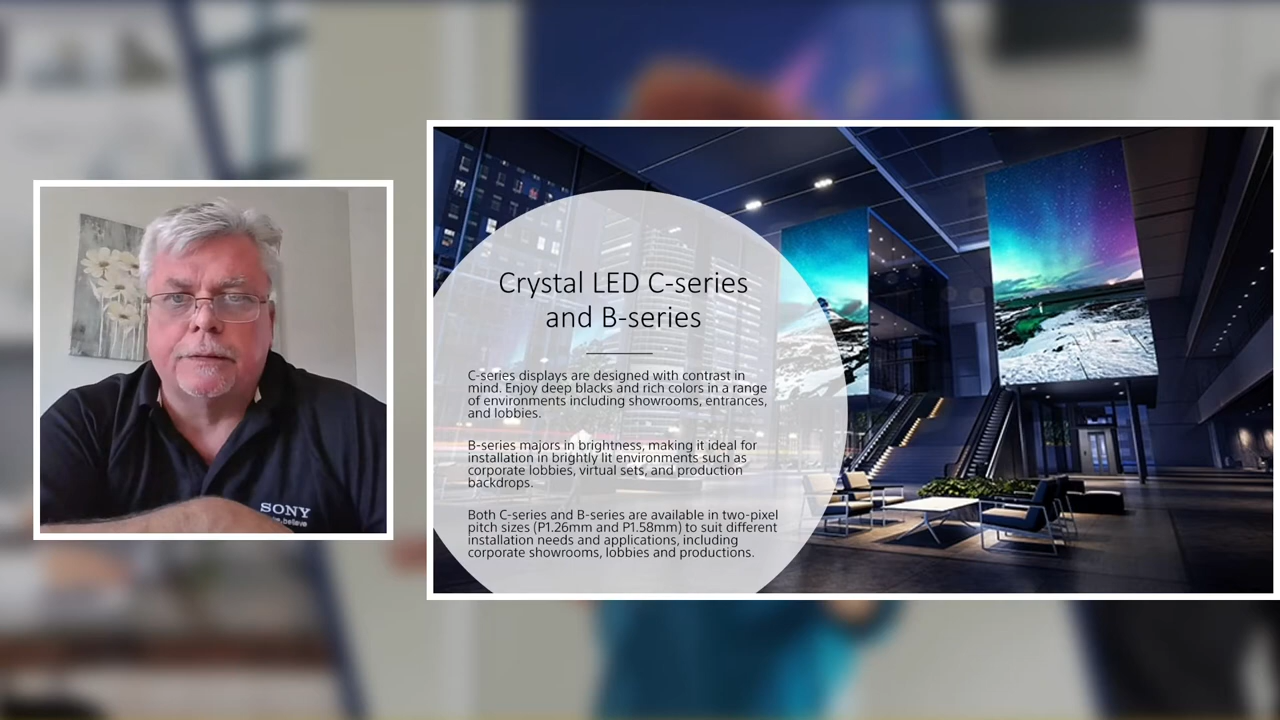 Crystal LED C-series
and B-series
C-series displays are designed with contrast in
mind. Enjoy deep blacks and rich colors in a range
of environments including showrooms, entrances,
and lobbies.
B-series majors in brightness, making it ideal for
installation in brightly lit environments such as
corporate lobbies, virtual sets, and production
backdrops.
Both C-series and B-series are available in two-pixel
pitch sizes (P1.26mm and P1.58mm) to suit different
installation needs and applications, including
corporate showrooms, lobbies and productions.
SONY
believe